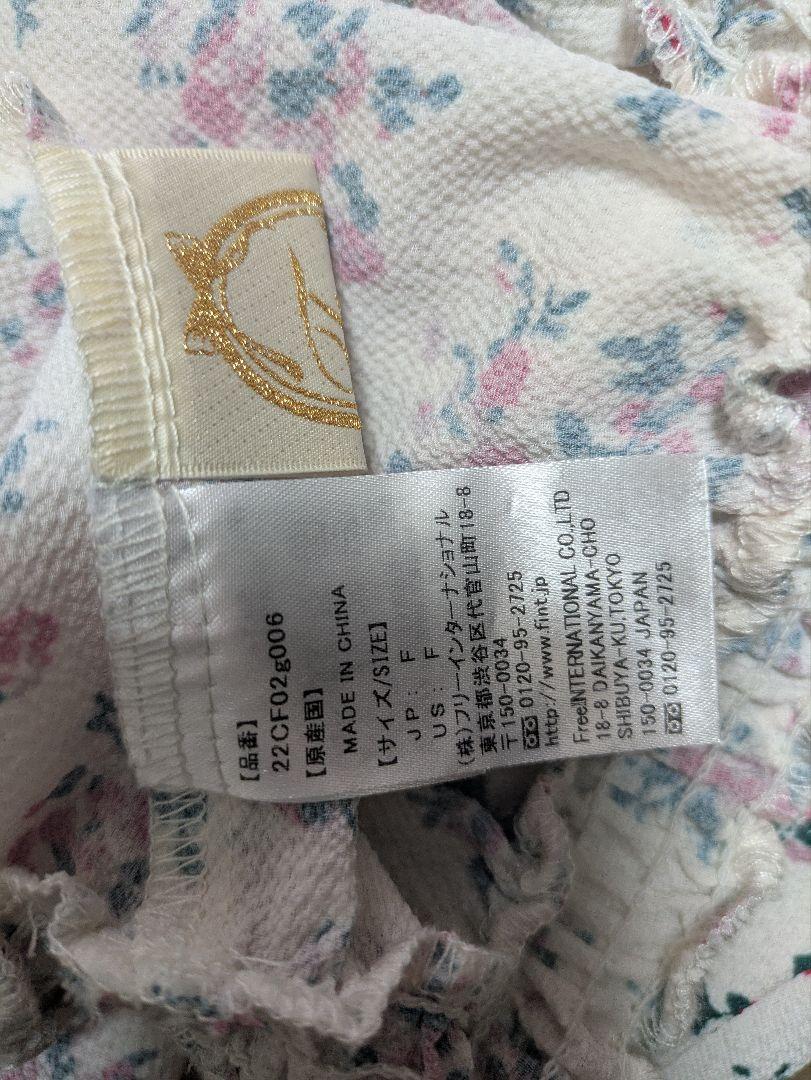 【品番】
22CF02g006
【原産国】
MADE IN CHINA
【サイズ/SIZE】
JP: F
US: F
(株)フリーインターナショナル
東京都渋谷区代官山町18-8
〒150-0034
0120-95-2725
http://www.f.int.jp
Free.INTERNATIONAL CO.,LTD
18-8 DAIKANYAMA-CHO
SHIBUYA-KU,TOKYO
150-0034 JAPAN
0120-95-2725